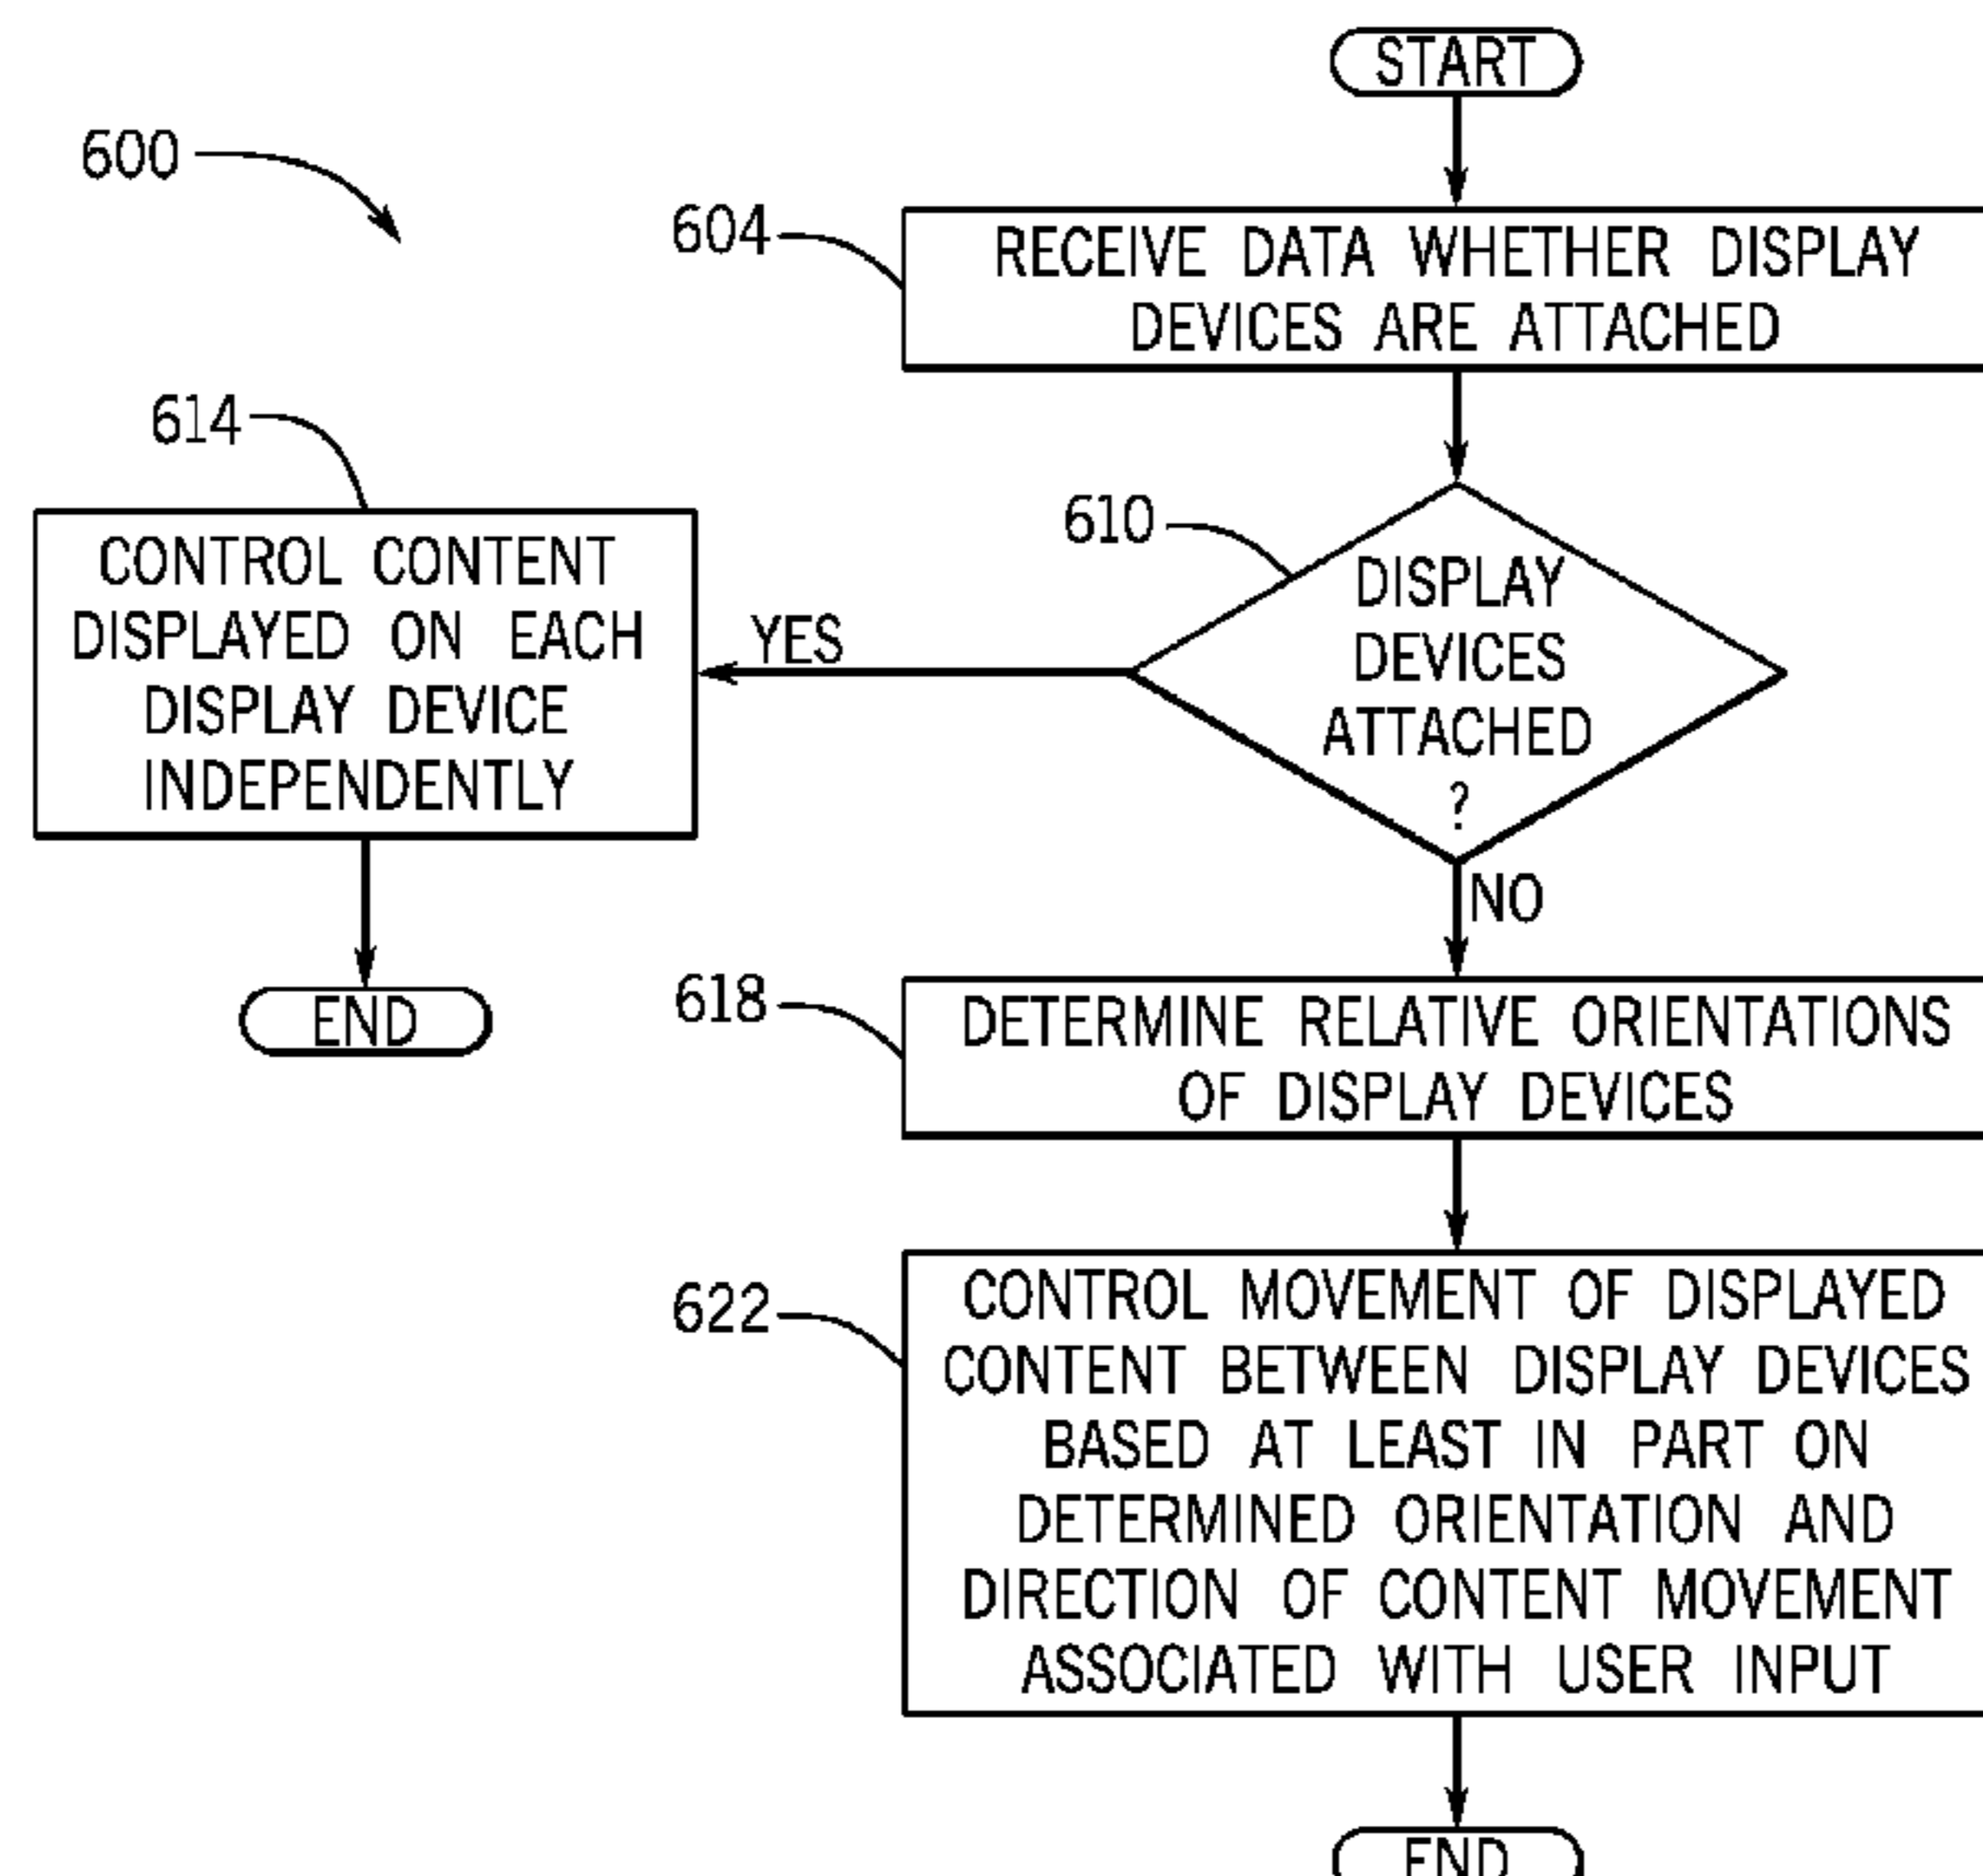 START
600
604
RECEIVE DATA WHETHER DISPLAY
DEVICES ARE ATTACHED
614
610
DISPLAY
DEVICES
ATTACHED
?
YES
CONTROL CONTENT
DISPLAYED ON EACH
DISPLAY DEVICE
INDEPENDENTLY
NO
END
618
DETERMINE RELATIVE ORIENTATIONS
OF DISPLAY DEVICES
622
CONTROL MOVEMENT OF DISPLAYED
CONTENT BETWEEN DISPLAY DEVICES
BASED AT LEAST IN PART ON
DETERMINED ORIENTATION AND
DIRECTION OF CONTENT MOVEMENT
ASSOCIATED WITH USER INPUT
END